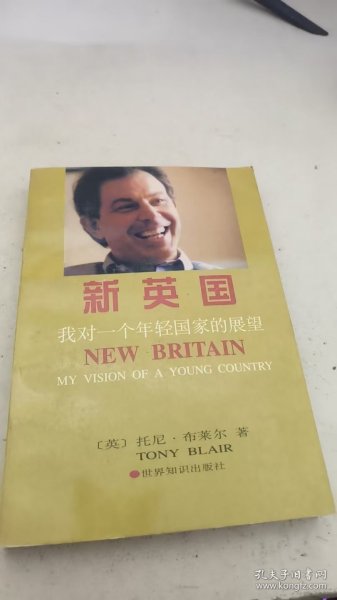 新英国
我对一个年轻国家的展望
NEW BRITAIN
MY VISION OF A YOUNG COUNTRY
〔英〕托尼·布莱尔 著
TONY BLAIR
世界知识出版社
孔夫子旧书网
kongfz.com